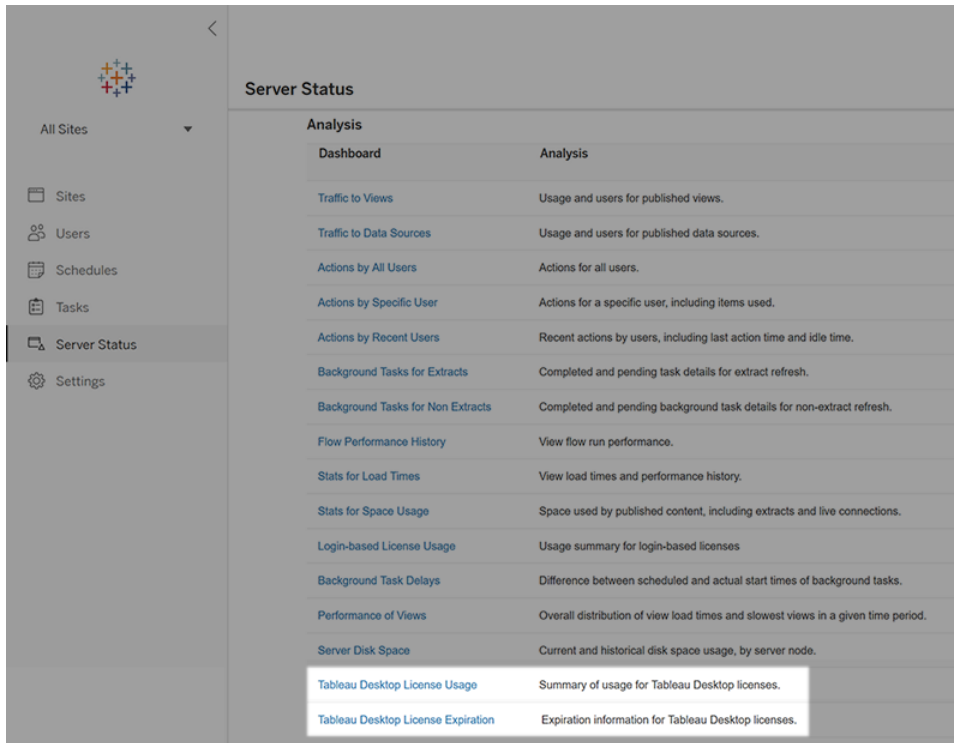 All Sites
Sites
Users
Schedules
Tasks
Server Status
Settings
Server Status
Analysis
Dashboard Analysis
Traffic to Views Usage and users for published views.
Traffic to Data Sources Usage and users for published data sources.
Actions by All Users Actions for all users.
Actions by Specific User Actions for a specific user, including items used.
Actions by Recent Users Recent actions by users, including last action time and idle time.
Background Tasks for Extracts Completed and pending task details for extract refresh.
Background Tasks for Non Extracts Completed and pending background task details for non-extract refresh.
Flow Performance History View flow run performance.
Stats for Load Times View load times and performance history.
Stats for Space Usage Space used by published content, including extracts and live connections.
Login-based License Usage Usage summary for login-based licenses
Background Task Delays Difference between scheduled and actual start times of background tasks.
Performance of Views Overall distribution of view load times and slowest views in a given time period.
Server Disk Space Current and historical disk space usage, by server node.
Tableau Desktop License Usage Summary of usage for Tableau Desktop licenses.
Tableau Desktop License Expiration Expiration information for Tableau Desktop licenses.